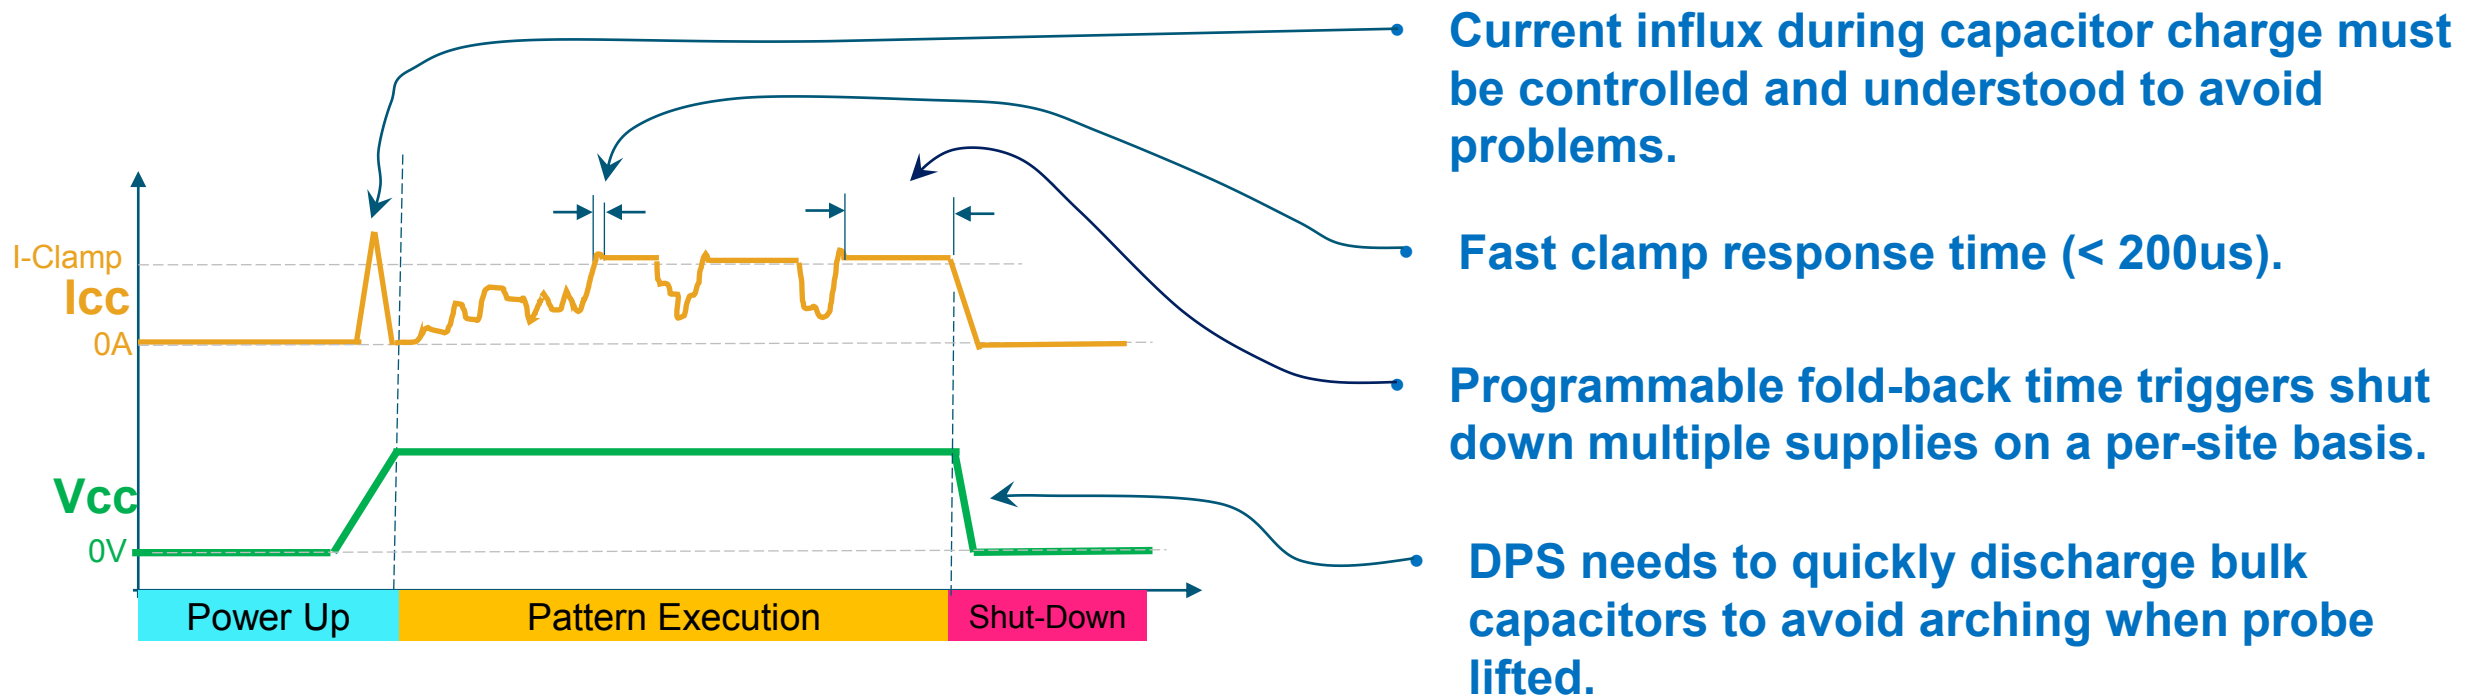 Current influx during capacitor charge must
be controlled and understood to avoid
problems.
Fast clamp response time (< 200us).
Programmable fold-back time triggers shut
down multiple supplies on a per-site basis.
DPS needs to quickly discharge bulk
capacitors to avoid arching when probe
lifted.
I-Clamp
Icc
0A
Vcc
0V
Power Up
Pattern Execution
Shut-Down